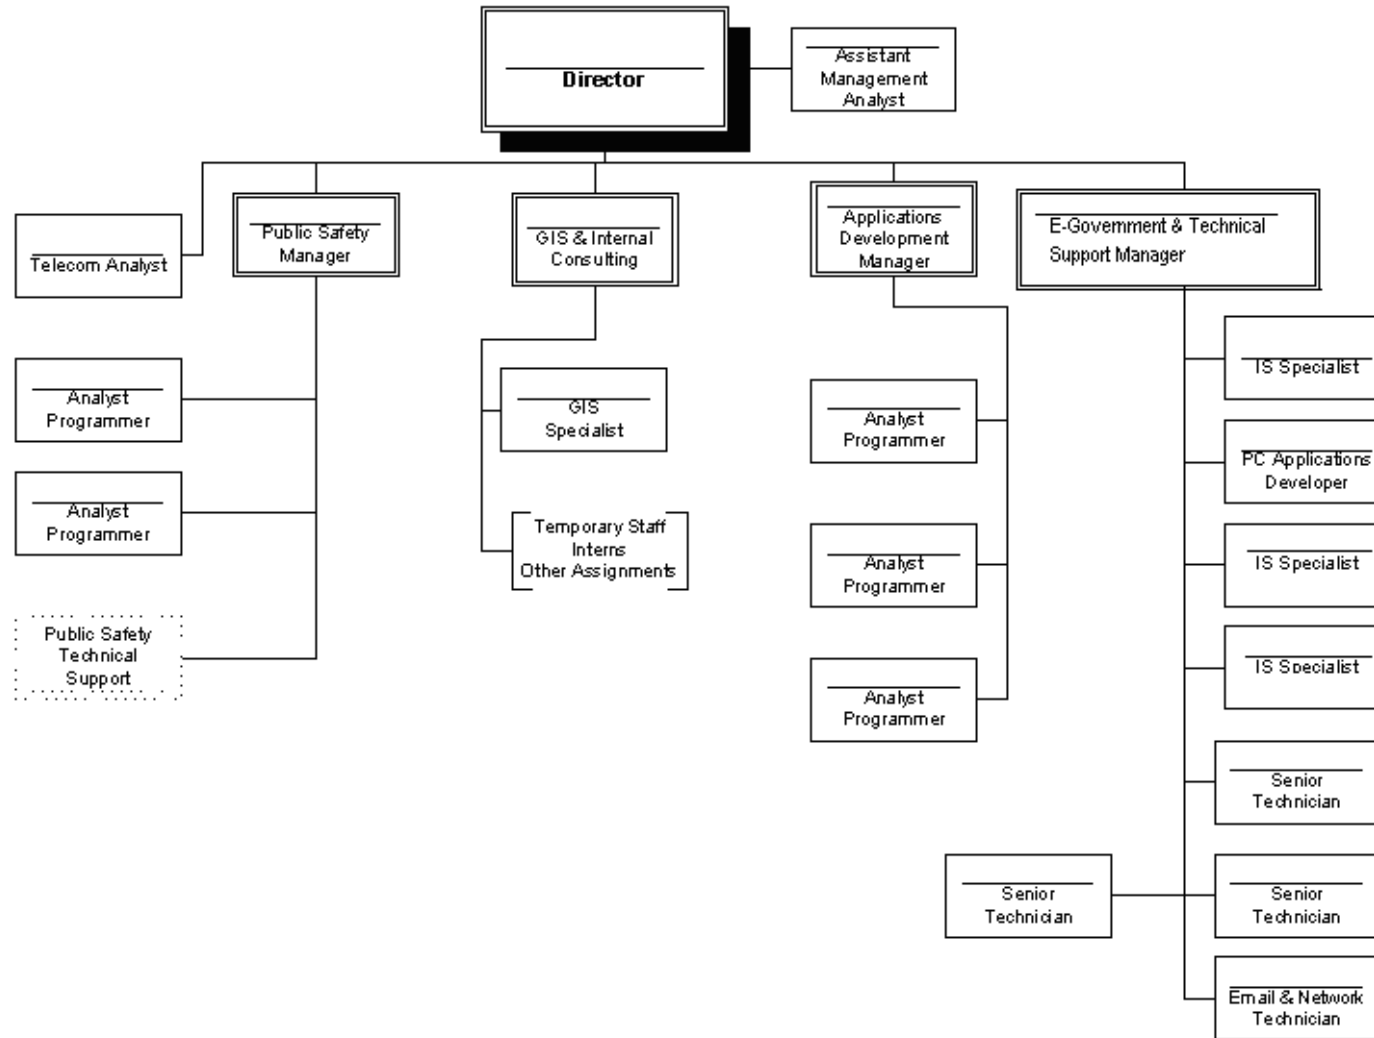 Director
Assistant
Management
Analyst
Telecom Analyst
Public Safety
Manager
GIS & Internal
Consulting
Applications
Development
Manager
E-Government & Technical
Support Manager
Analyst
Programmer
Analyst
Programmer
Public Safety
Technical
Support
GIS
Specialist
Temporary Staff
Interns
Other Assignments
Analyst
Programmer
Analyst
Programmer
Analyst
Programmer
IS Specialist
PC Applications
Developer
IS Specialist
IS Specialist
Senior
Technician
Senior
Technician
Senior
Technician
Email & Network
Technician